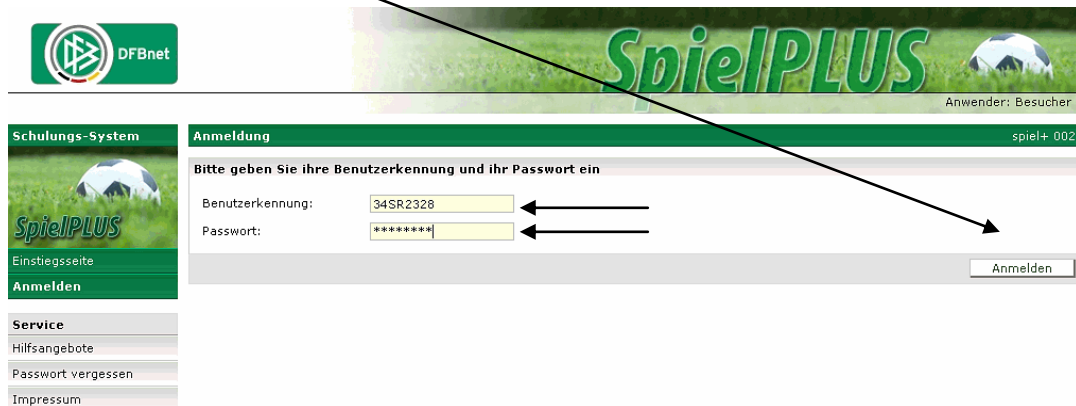 DFB
DFBnet
SpielPLUS
Anwender: Besucher
Schulungs-System
SpielPLUS
Einstiegsseite
Anmelden
Service
Hilfsangebote
Passwort vergessen
Impressum
Anmeldung spiel+ 002
Bitte geben Sie ihre Benutzerkennung und ihr Passwort ein
Benutzerkennung: 34SR2328
Passwort: ********
Anmelden